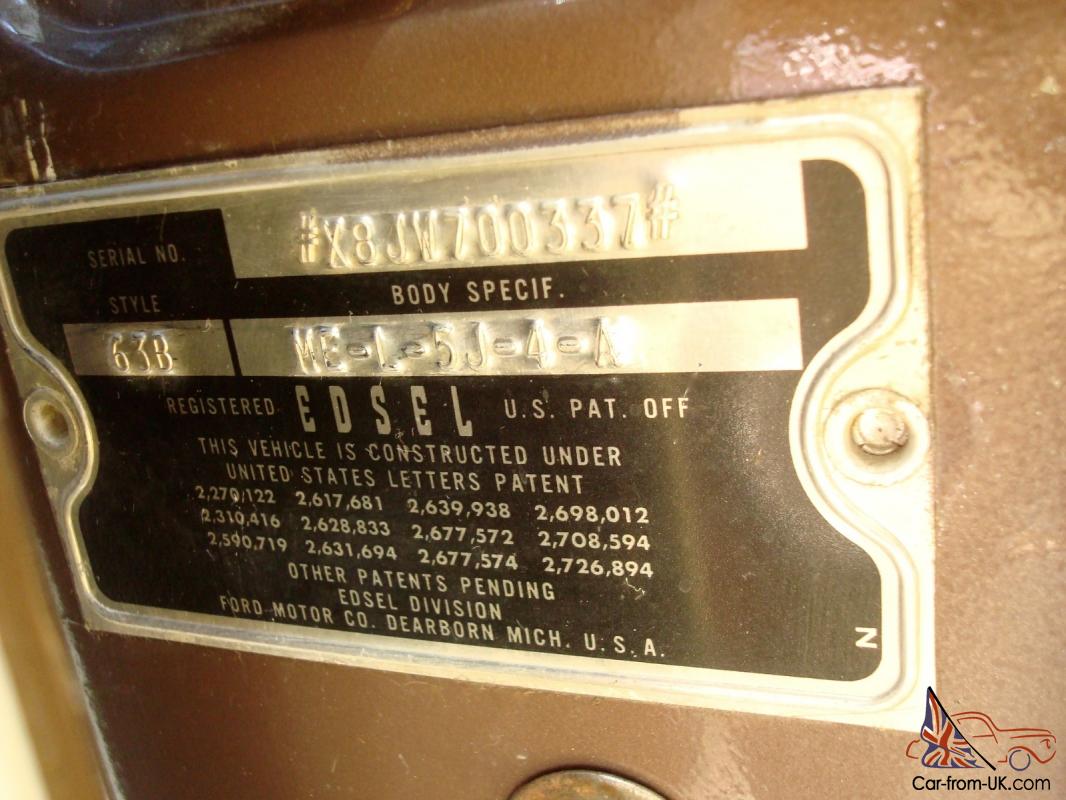 SERIAL NO. #X8JW700337#
STYLE BODY SPECIF.
63B ME-L-5J-4-A
REGISTERED EDSEL U.S. PAT. OFF
THIS VEHICLE IS CONSTRUCTED UNDER
UNITED STATES LETTERS PATENT
2,270,122 2,617,681 2,639,938 2,698,012
2,310,416 2,628,833 2,677,572 2,708,594
2,590,719 2,631,694 2,677,574 2,726,894
OTHER PATENTS PENDING
EDSEL DIVISION
FORD MOTOR CO. DEARBORN MICH. U.S.A.
N
Car-from-UK.com